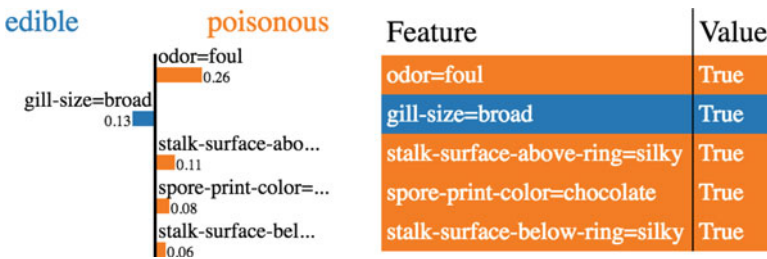 edible poisonous
odor=foul
0.26
gill-size=broad
0.13
stalk-surface-abo...
0.11
spore-print-color=...
0.08
stalk-surface-bel...
0.06
Feature Value
odor=foul True
gill-size=broad True
stalk-surface-above-ring=silky True
spore-print-color=chocolate True
stalk-surface-below-ring=silky True